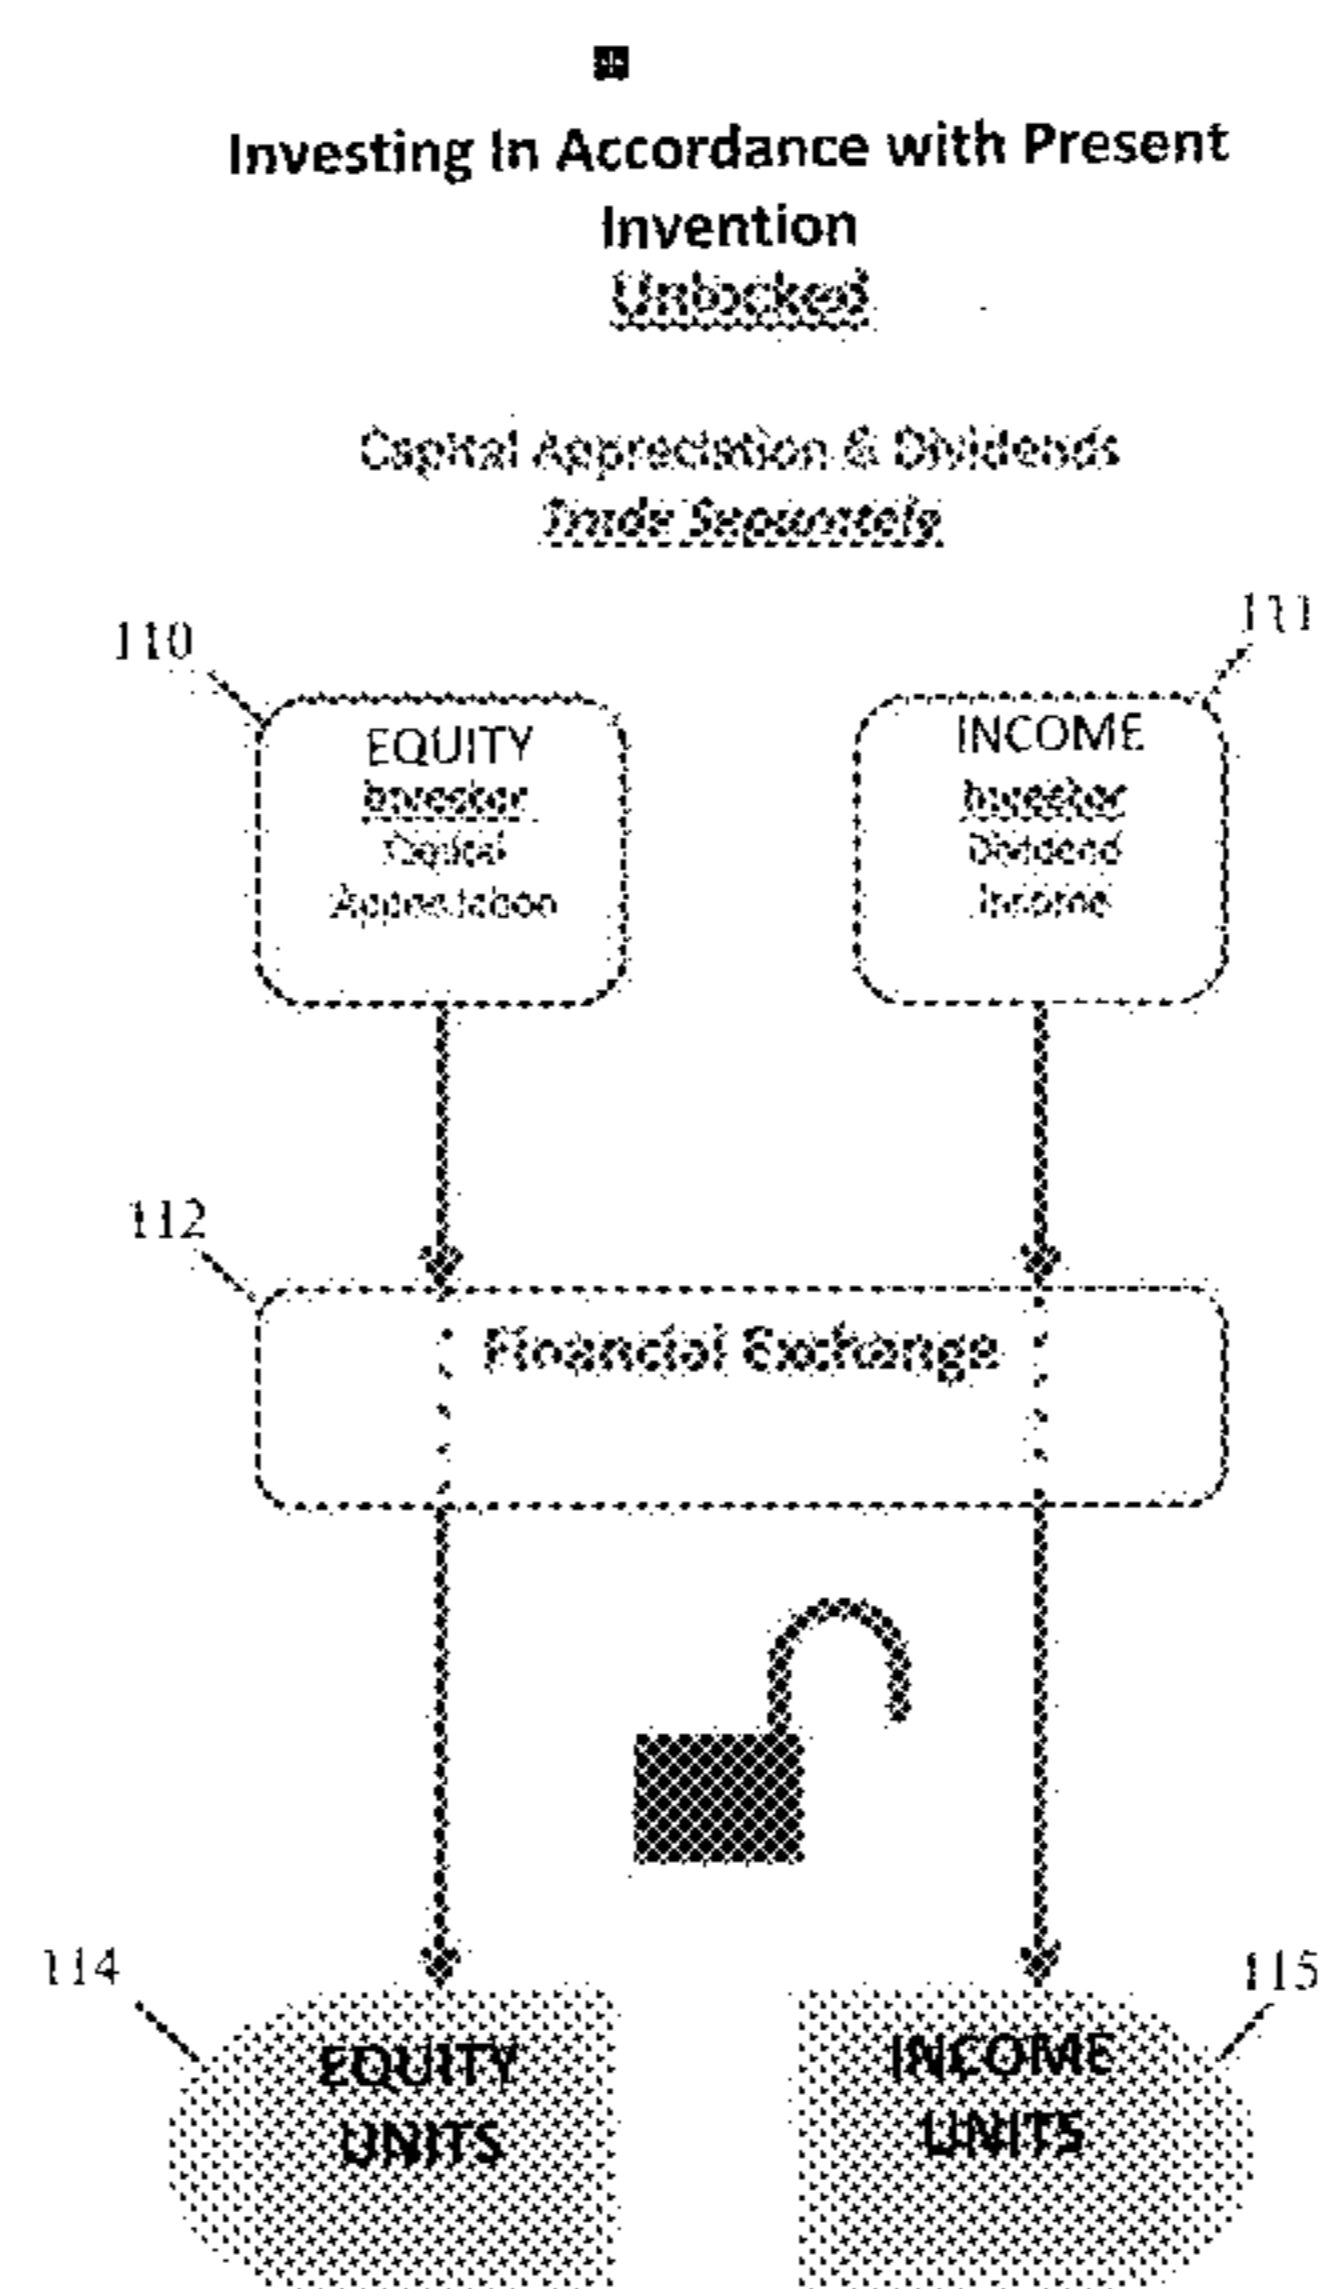 Investing In Accordance with Present
Invention
Unlocked
Capital Appreciation & Dividends
Trade Separately
110
111
EQUITY
Investor
Capital
Appreciation
INCOME
Investor
Dividend
Income
112
Financial Exchange
114
115
EQUITY
UNITS
INCOME
UNITS